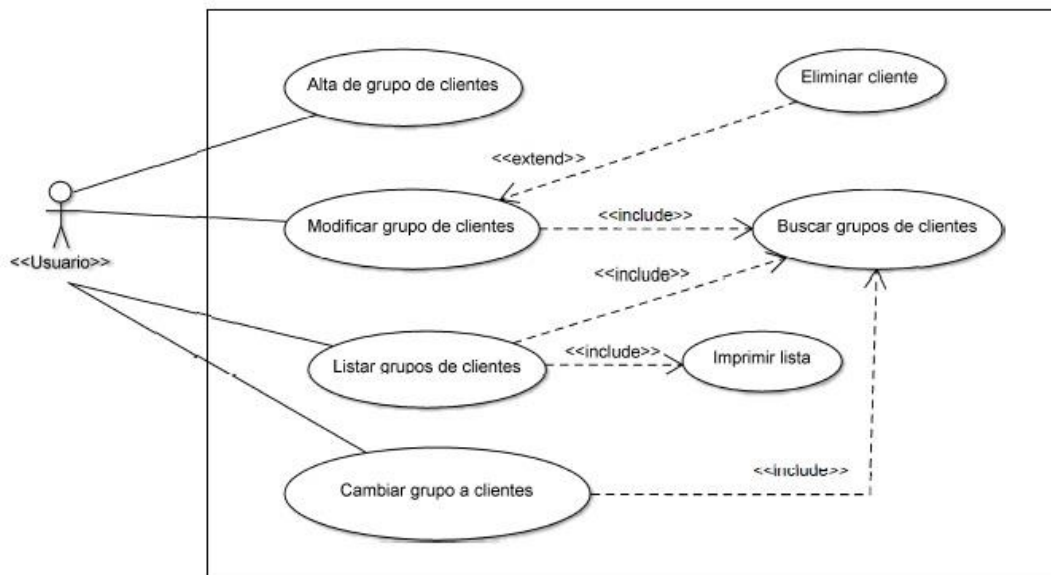 Alta de grupo de clientes
Eliminar cliente
<<extend>>
Modificar grupo de clientes
<<include>>
Buscar grupos de clientes
<<Usuario>>
<<include>>
Listar grupos de clientes
<<include>>
Imprimir lista
Cambiar grupo a clientes
<<include>>